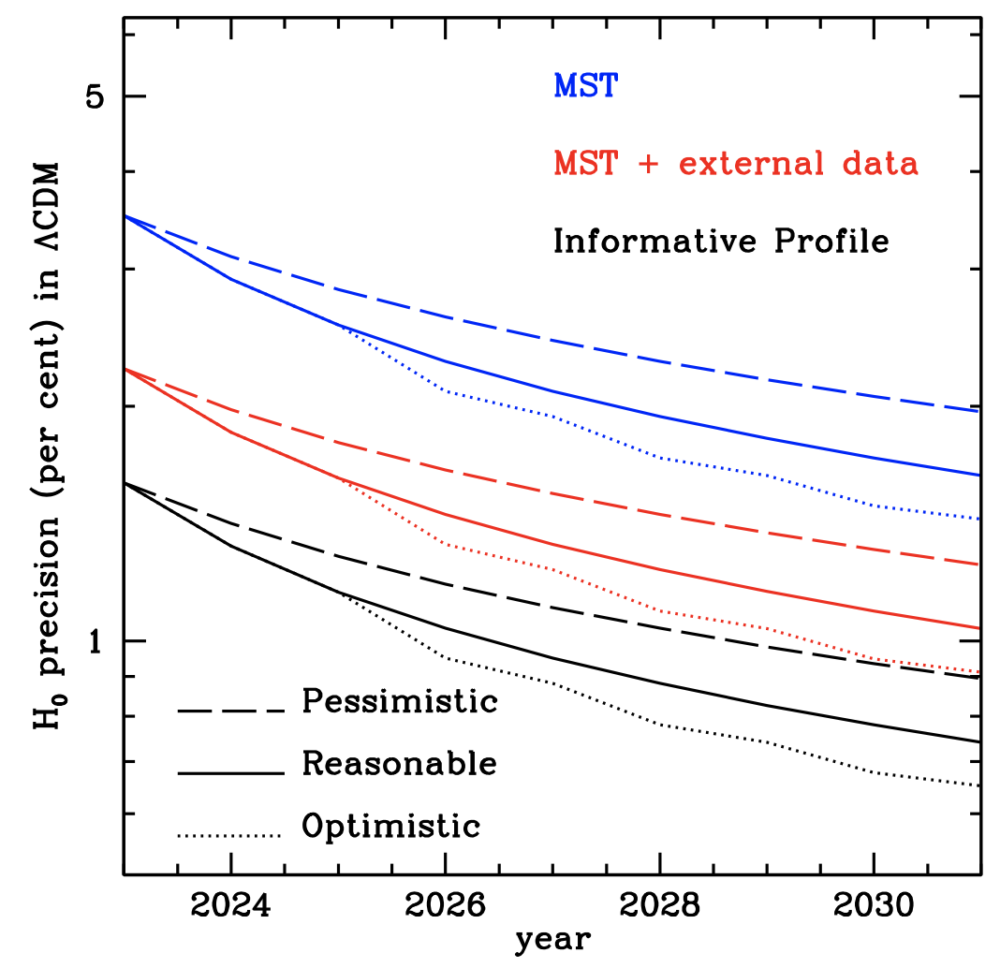 5
MST
MST + external data
Informative Profile
H₀ precision (per cent) in ΛCDM
1
Pessimistic
Reasonable
Optimistic
2024 2026 2028 2030
year